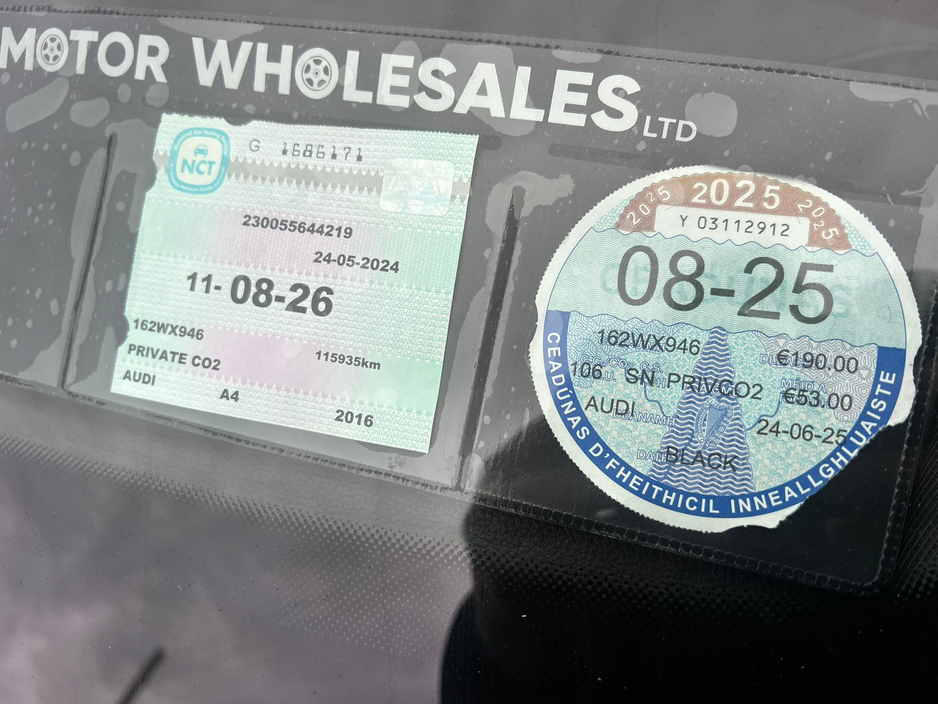 MOTOR WHOLESALES LTD
NCT
G 1686171
230055644219
24-05-2024
11-08-26
162WX946
PRIVATE CO2
115935km
AUDI
A4
2016
2025 2025 2025
Y 03112912
08-25
162WX946
€190.00
106 SN PRIVCO2
€53.00
AUDI
24-06-25
BLACK
CEADÚNAS D'FHEITHICIL INNEALLGHLUAISTE